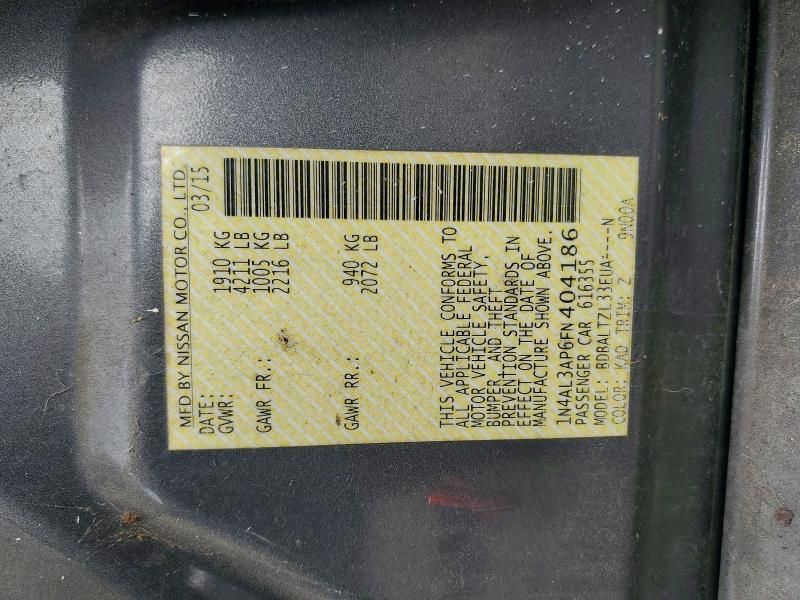 MFD BY NISSAN MOTOR CO., LTD.
DATE: 03/15
GVWR: 1910 KG
4211 LB
GAWR FR.: 1005 KG
2216 LB
GAWR RR.: 940 KG
2072 LB
THIS VEHICLE CONFORMS TO
ALL APPLICABLE FEDERAL
MOTOR VEHICLE SAFETY,
BUMPER, AND THEFT
PREVENTION STANDARDS IN
EFFECT ON THE DATE OF
MANUFACTURE SHOWN ABOVE.
1N4AL3AP6FN404186
PASSENGER CAR 616355
MODEL: BDBALTZL33EUA----N
COLOR: KAD TRIM: Z 9N00A